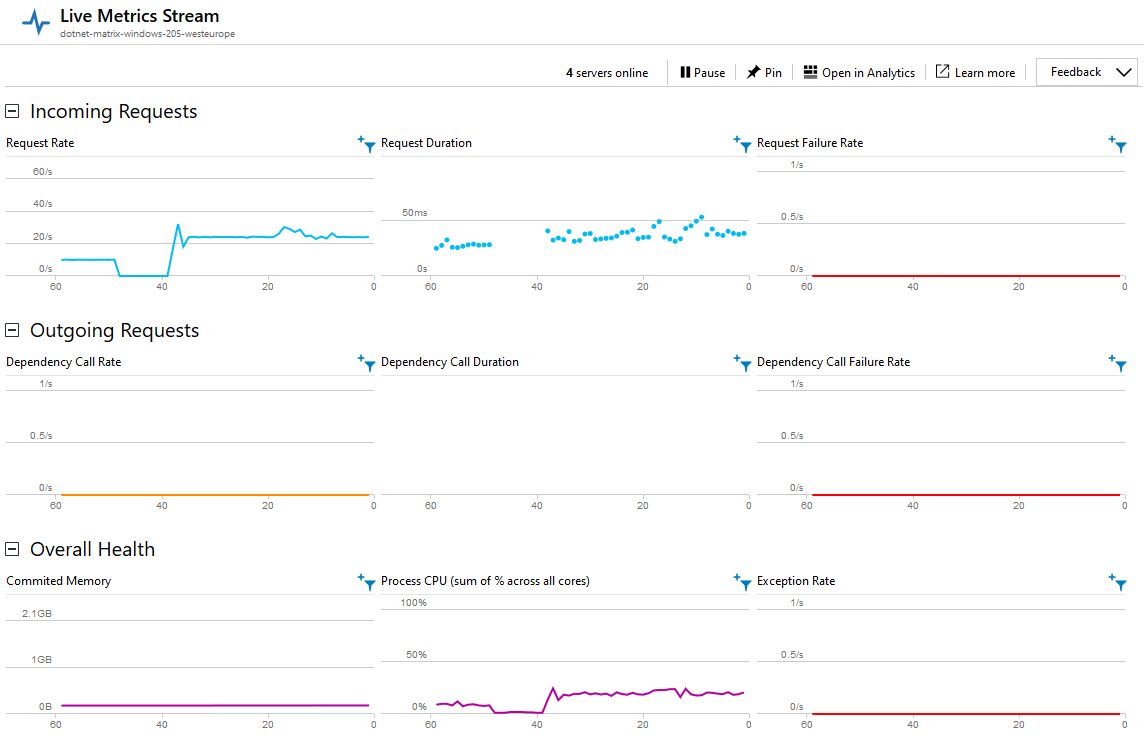 Live Metrics Stream
dotnet-matrix-windows-205-westeurope
4 servers online Pause Pin Open in Analytics Learn more Feedback
Incoming Requests
Request Rate Request Duration Request Failure Rate
60/s 1/s
40/s 50ms 0.5/s
20/s
0/s 0s 0/s
60 40 20 0 60 40 20 0 60 40 20 0
Outgoing Requests
Dependency Call Rate Dependency Call Duration Dependency Call Failure Rate
1/s 1/s
0.5/s 0.5/s
0/s 0/s
60 40 20 0 60 40 20 0 60 40 20 0
Overall Health
Commited Memory Process CPU (sum of % across all cores) Exception Rate
2.1GB 100% 1/s
1GB 50% 0.5/s
0B 0% 0/s
60 40 20 0 60 40 20 0 60 40 20 0